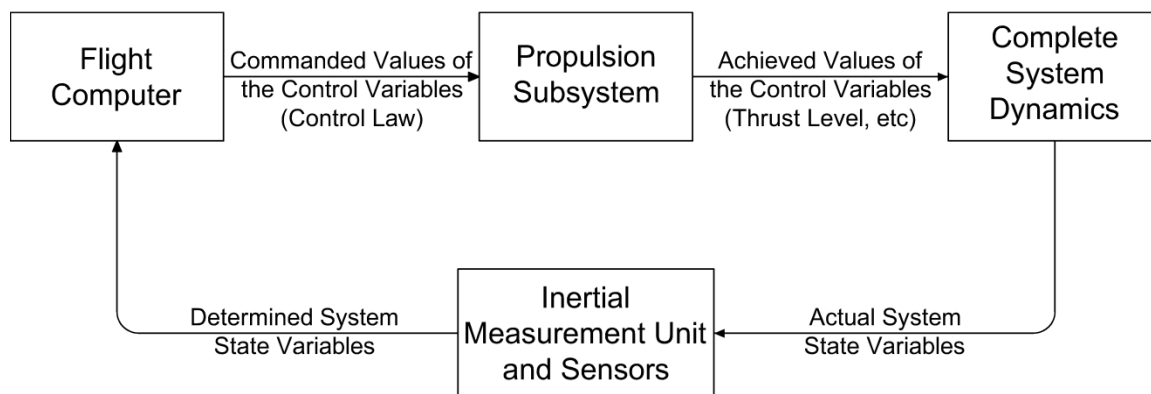 Flight
Computer
Commanded Values of
the Control Variables
(Control Law)
Propulsion
Subsystem
Achieved Values of
the Control Variables
(Thrust Level, etc)
Complete
System
Dynamics
Determined System
State Variables
Inertial
Measurement Unit
and Sensors
Actual System
State Variables